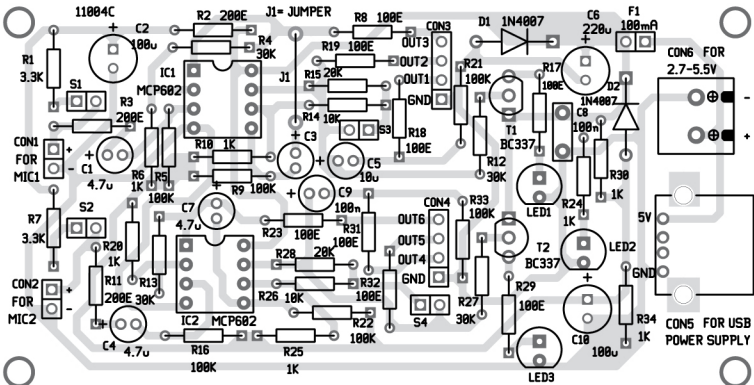 11004C
C2
100u
R2 200E
R4
30K
J1= JUMPER
R8 100E
CON3
D1 1N4007
C6
220u
F1
100mA
CON6 FOR
2.7-5.5V
R1
3.3K
S1
R3
200E
IC1
MCP602
J1
R19 100E
R15 20K
R14 10K
OUT3
OUT2
OUT1
GND
R21
100K
R17
100E
D2
1N4007
C8
100n
+
-
CON1
FOR
MIC1
+
-
C1
4.7u
R6
1K
R5
100K
R10 1K
R9 100K
C3
S3
C5
10u
R18
100E
T1
BC337
R12
30K
R30
1K
R7
3.3K
S2
C7
4.7u
C9
100n
R23
100E
R31
100E
CON4
OUT6
OUT5
OUT4
GND
R33
100K
LED1
R24
1K
T2
BC337
LED2
5V
GND
R20
1K
R13
30K
R11
200E
R28 20K
R26 10K
R32
100E
R22
100K
S4
R27
30K
R29
100E
C10
100u
R34
1K
CON2
FOR
MIC2
+
-
C4
4.7u
IC2 MCP602
R16
100K
R25
1K
LED3
CON5 FOR USB
POWER SUPPLY